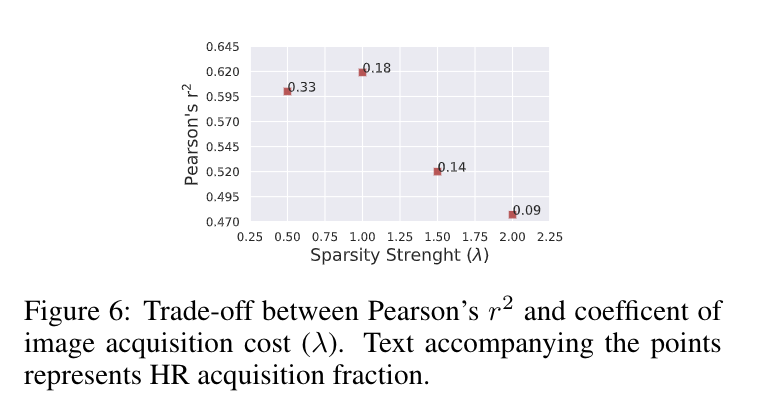 0.645
0.620
0.595
0.570
0.545
0.520
0.495
0.470
Pearson's r²
0.33
0.18
0.14
0.09
0.25 0.50 0.75 1.00 1.25 1.50 1.75 2.00 2.25
Sparsity Strenght (λ)
Figure 6: Trade-off between Pearson's r² and coefficent of
image acquisition cost (λ). Text accompanying the points
represents HR acquisition fraction.